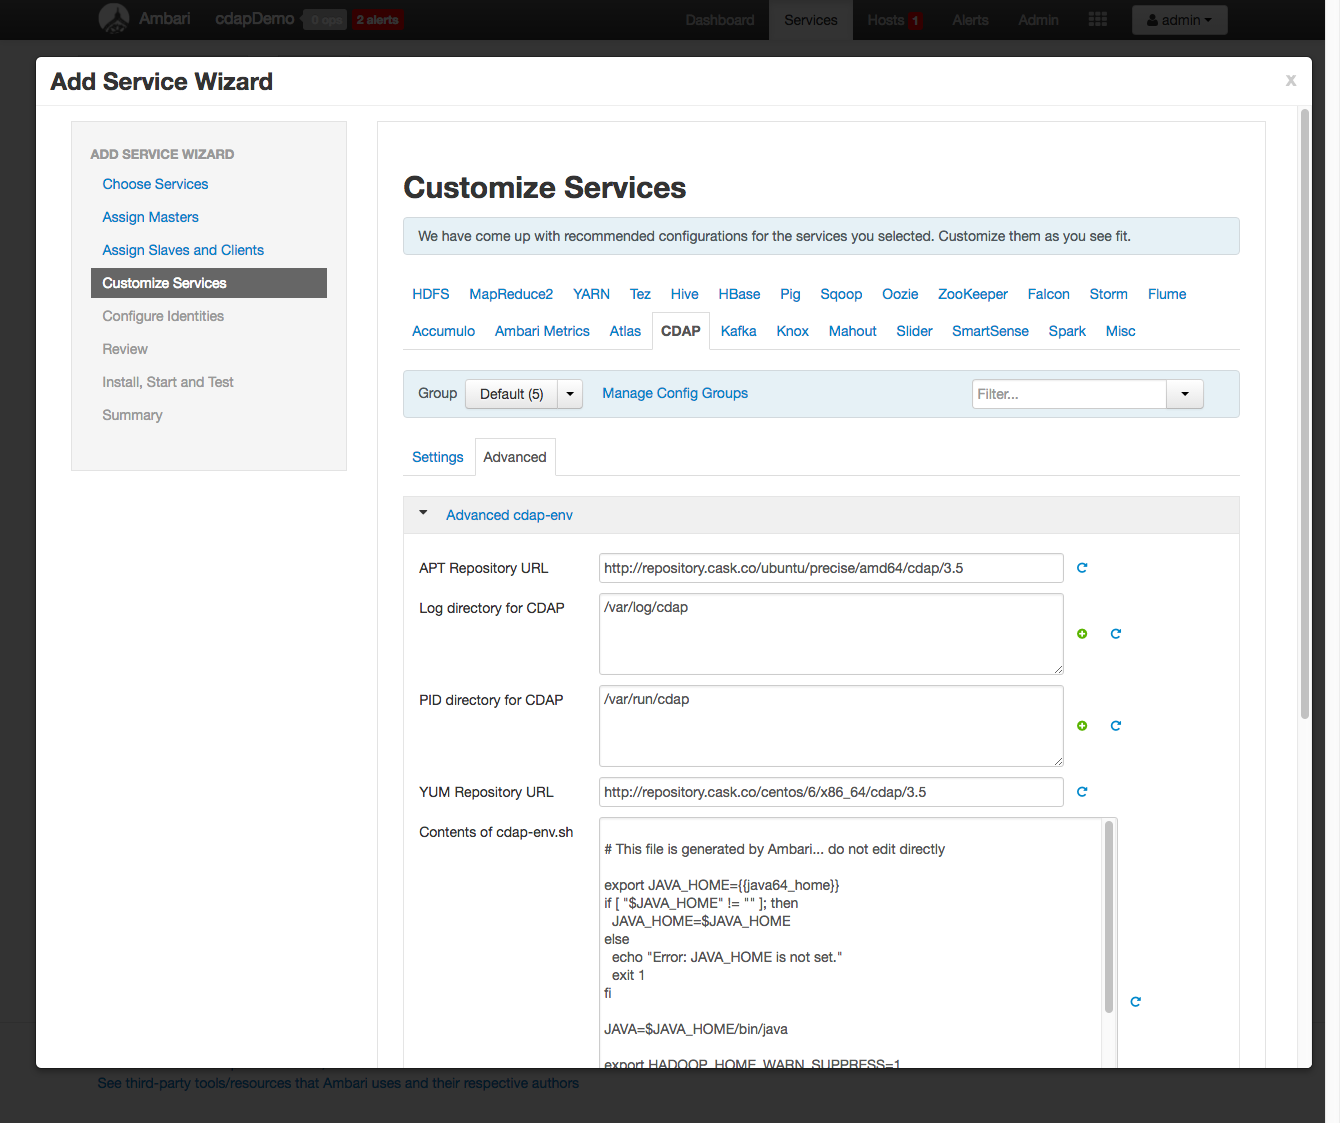 Ambari cdapDemo 0 ops 2 alerts Dashboard Services Hosts 1 Alerts Admin admin
Add Service Wizard x
ADD SERVICE WIZARD
Choose Services
Assign Masters
Assign Slaves and Clients
Customize Services
Configure Identities
Review
Install, Start and Test
Summary
Customize Services
We have come up with recommended configurations for the services you selected. Customize them as you see fit.
HDFS MapReduce2 YARN Tez Hive HBase Pig Sqoop Oozie ZooKeeper Falcon Storm Flume
Accumulo Ambari Metrics Atlas CDAP Kafka Knox Mahout Slider SmartSense Spark Misc
Group Default (5) Manage Config Groups Filter...
Settings Advanced
Advanced cdap-env
APT Repository URL http://repository.cask.co/ubuntu/precise/amd64/cdap/3.5
Log directory for CDAP /var/log/cdap
PID directory for CDAP /var/run/cdap
YUM Repository URL http://repository.cask.co/centos/6/x86_64/cdap/3.5
Contents of cdap-env.sh
# This file is generated by Ambari... do not edit directly
export JAVA_HOME={{java64_home}}
if [ "$JAVA_HOME" != "" ]; then
JAVA_HOME=$JAVA_HOME
else
echo "Error: JAVA_HOME is not set."
exit 1
fi
JAVA=$JAVA_HOME/bin/java
export HADOOP_HOME_WARN_SUPPRESS=1
See third-party tools/resources that Ambari uses and their respective authors